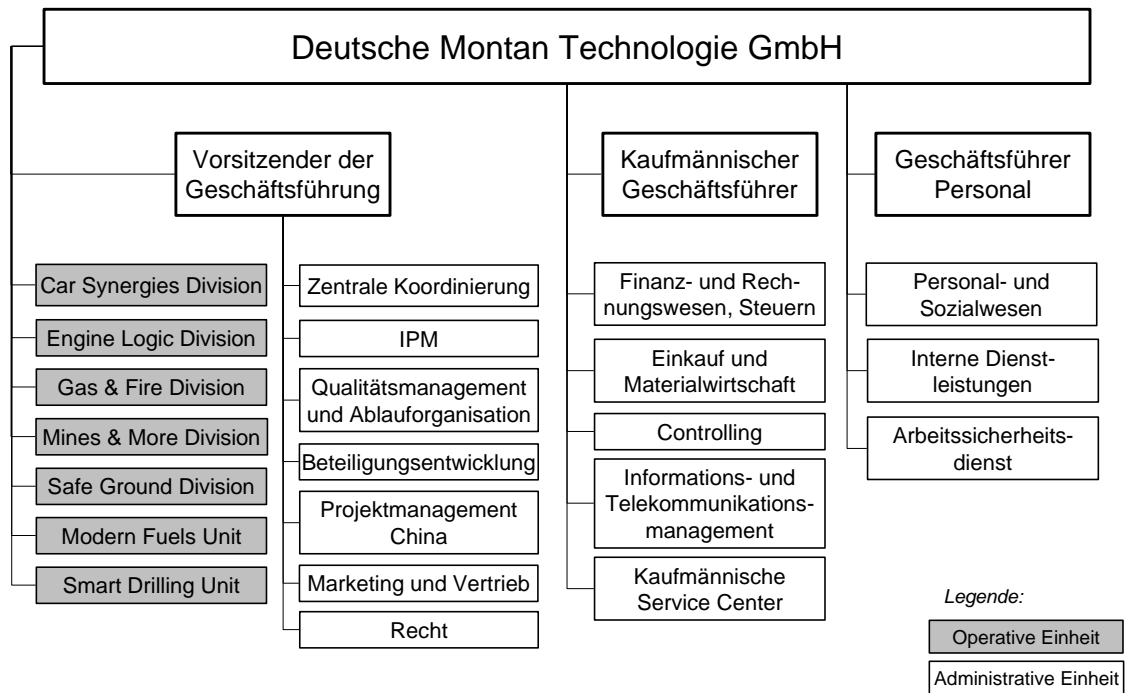 Deutsche Montan Technologie GmbH
Vorsitzender der
Geschäftsführung
Kaufmännischer
Geschäftsführer
Geschäftsführer
Personal
Car Synergies Division
Engine Logic Division
Gas & Fire Division
Mines & More Division
Safe Ground Division
Modern Fuels Unit
Smart Drilling Unit
Zentrale Koordinierung
IPM
Qualitätsmanagement
und Ablauforganisation
Beteiligungsentwicklung
Projektmanagement
China
Marketing und Vertrieb
Recht
Finanz- und Rech-
nungswesen, Steuern
Einkauf und
Materialwirtschaft
Controlling
Informations- und
Telekommunikations-
management
Kaufmännische
Service Center
Personal- und
Sozialwesen
Interne Dienst-
leistungen
Arbeitssicherheits-
dienst
Legende:
Operative Einheit
Administrative Einheit